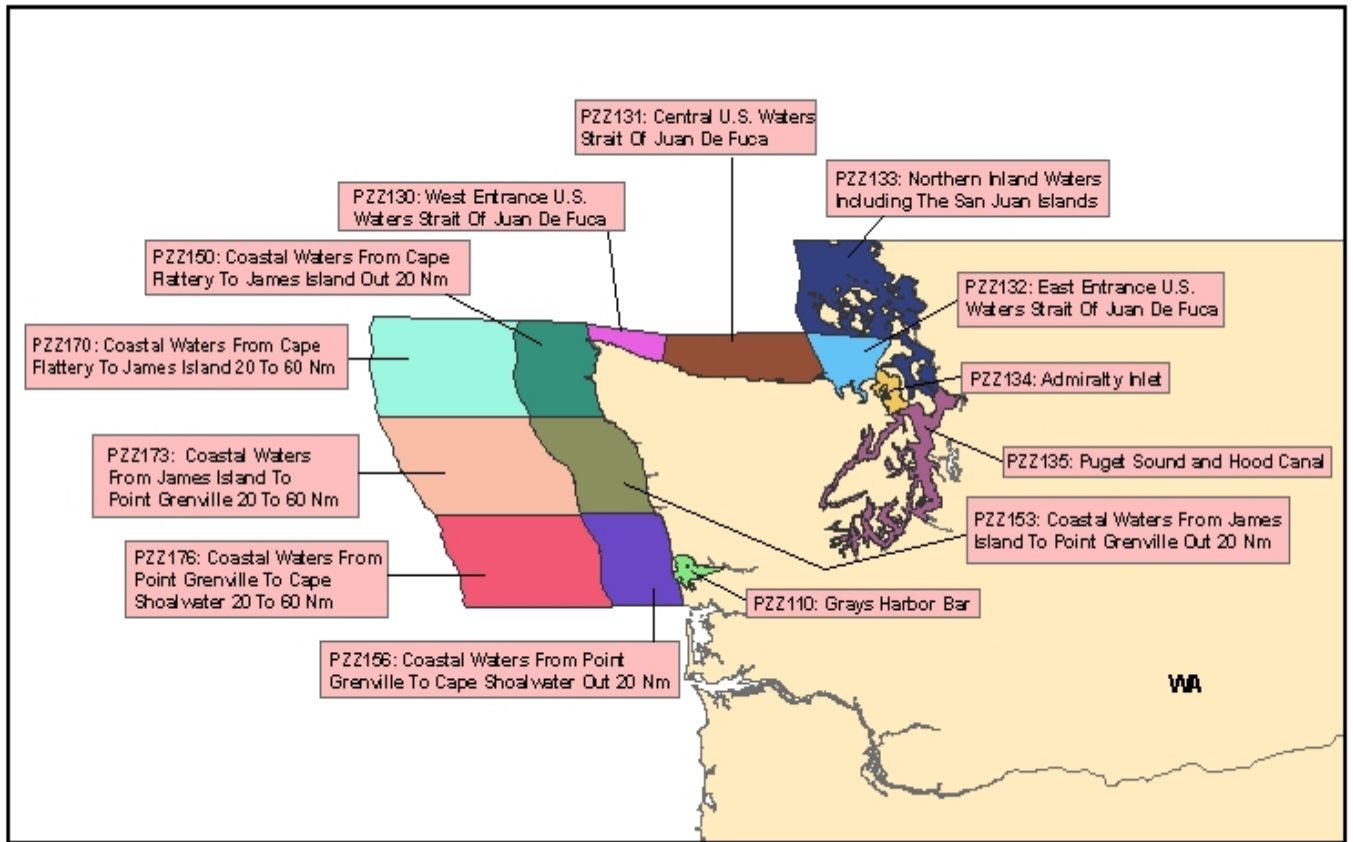 PZZ131: Central U.S. Waters
Strait Of Juan De Fuca
PZZ133: Northern Inland Waters
Including The San Juan Islands
PZZ130: West Entrance U.S.
Waters Strait Of Juan De Fuca
PZZ150: Coastal Waters From Cape
Flattery To James Island Out 20 Nm
PZZ132: East Entrance U.S.
Waters Strait Of Juan De Fuca
PZZ170: Coastal Waters From Cape
Flattery To James Island 20 To 60 Nm
PZZ134: Admiralty Inlet
PZZ173: Coastal Waters
From James Island To
Point Grenville 20 To 60 Nm
PZZ135: Puget Sound and Hood Canal
PZZ153: Coastal Waters From James
Island To Point Grenville Out 20 Nm
PZZ176: Coastal Waters From
Point Grenville To Cape
Shoalwater 20 To 60 Nm
PZZ110: Grays Harbor Bar
PZZ156: Coastal Waters From Point
Grenville To Cape Shoalwater Out 20 Nm
WA